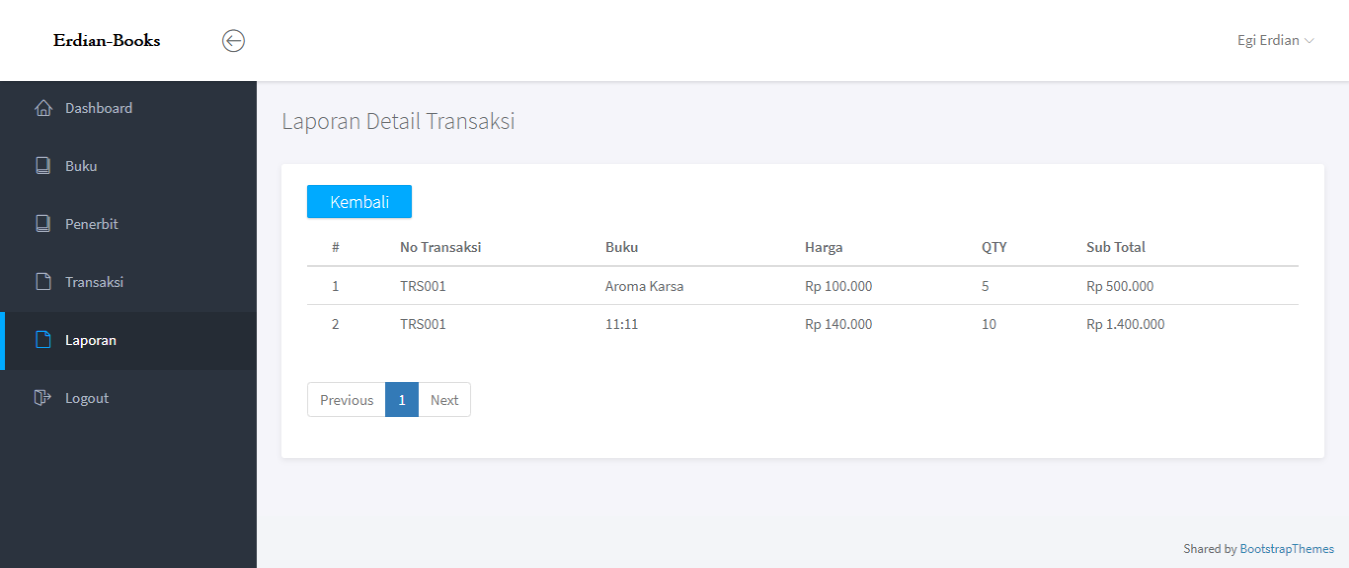 Erdian-Books
Egi Erdian
Dashboard
Buku
Penerbit
Transaksi
Laporan
Logout
Laporan Detail Transaksi
Kembali
# No Transaksi Buku Harga QTY Sub Total
1 TRS001 Aroma Karsa Rp 100.000 5 Rp 500.000
2 TRS001 11:11 Rp 140.000 10 Rp 1.400.000
Previous 1 Next
Shared by BootstrapThemes